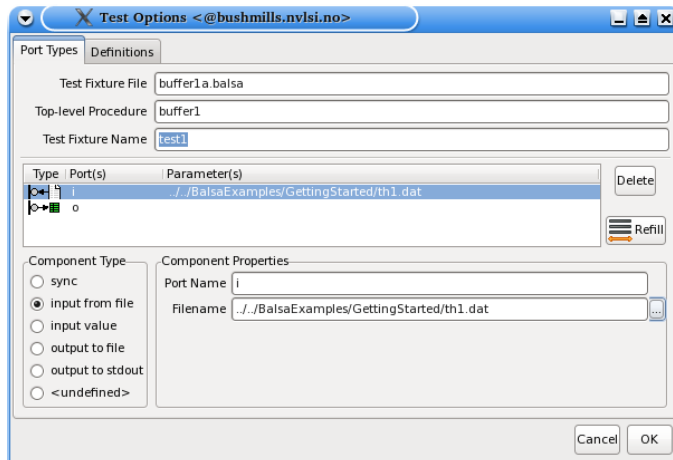 Test Options <@bushmills.nvlsi.no>
Port Types Definitions
Test Fixture File buffer1a.balsa
Top-level Procedure buffer1
Test Fixture Name test1
Type Port(s) Parameter(s)
i ../../BalsaExamples/GettingStarted/th1.dat
o
Delete
Refill
Component Type
sync
input from file
input value
output to file
output to stdout
<undefined>
Component Properties
Port Name i
Filename ../../BalsaExamples/GettingStarted/th1.dat ...
Cancel OK